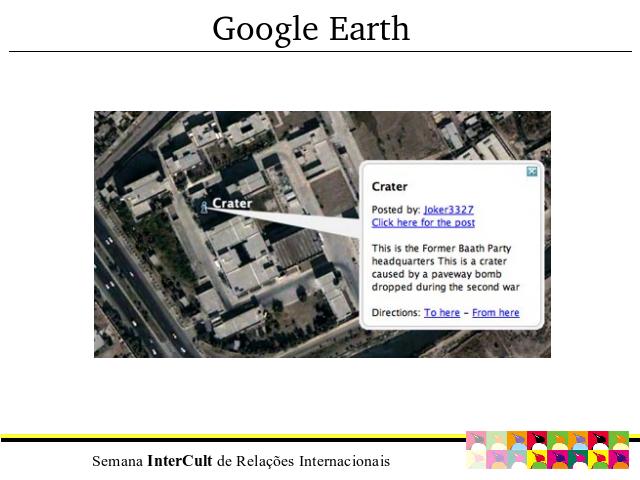 Google Earth
Crater
Crater
Posted by: Joker3327
Click here for the post
This is the Former Baath Party
headquarters This is a crater
caused by a paveway bomb
dropped during the second war
Directions: To here - From here
Semana InterCult de Relações Internacionais